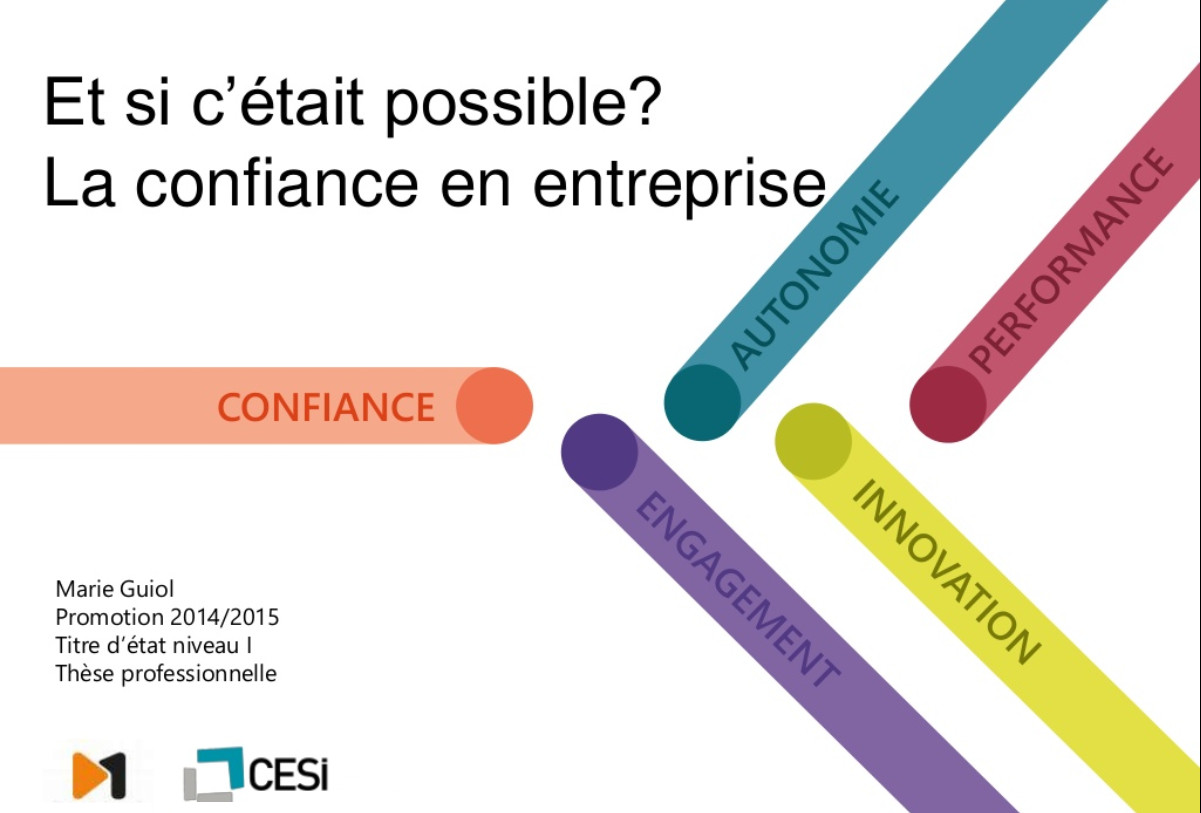 Et si c’était possible?
La confiance en entreprise
AUTONOMIE
PERFORMANCE
CONFIANCE
ENGAGEMENT
INNOVATION
Marie Guiol
Promotion 2014/2015
Titre d’état niveau I
Thèse professionnelle
1
CESi